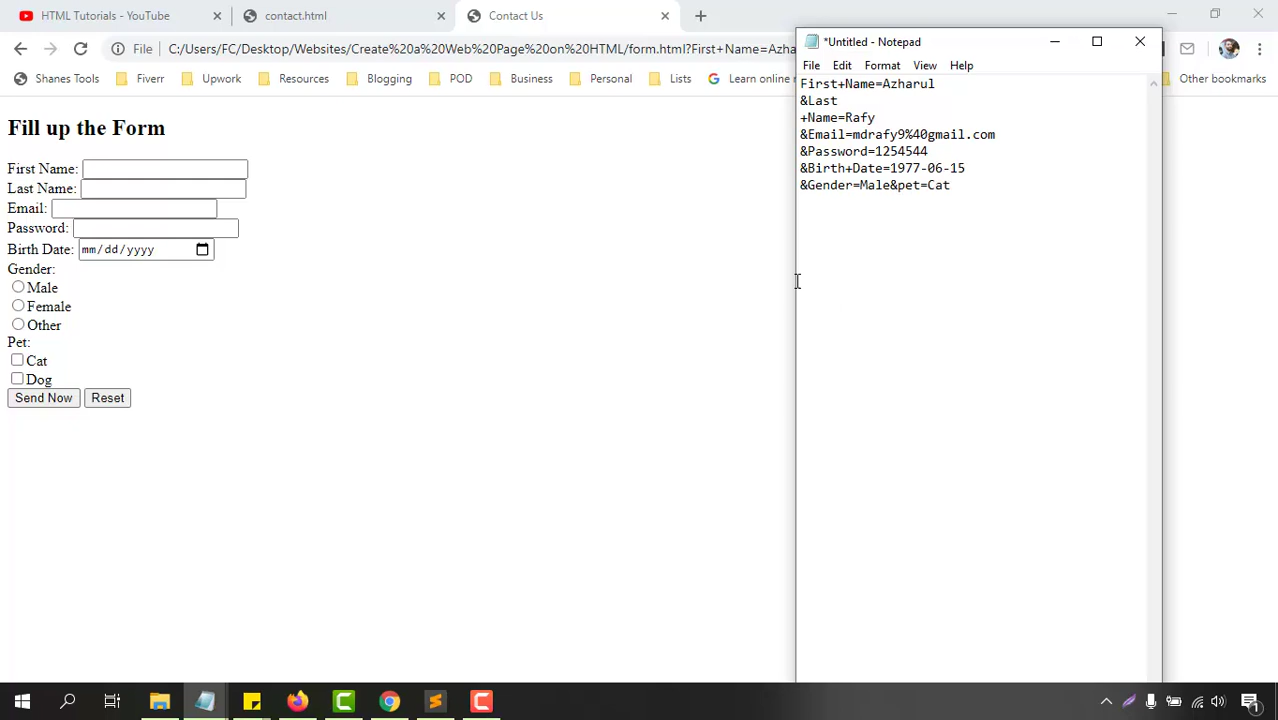 HTML Tutorials - YouTube
contact.html
Contact Us
File
C:/Users/FC/Desktop/Websites/Create%20a%20Web%20Page%20on%20HTML/form.html?First+Name=Azha
Shanes Tools
Fiverr
Upwork
Resources
Blogging
POD
Business
Personal
Lists
Learn online
Other bookmarks
Fill up the Form
First Name:
Last Name:
Email:
Password:
Birth Date: mm/dd/yyyy
Gender:
Male
Female
Other
Pet:
Cat
Dog
Send Now Reset
*Untitled - Notepad
File Edit Format View Help
First+Name=Azharul
&Last
+Name=Rafy
&Email=mdrafy9%40gmail.com
&Password=1254544
&Birth+Date=1977-06-15
&Gender=Male&pet=Cat